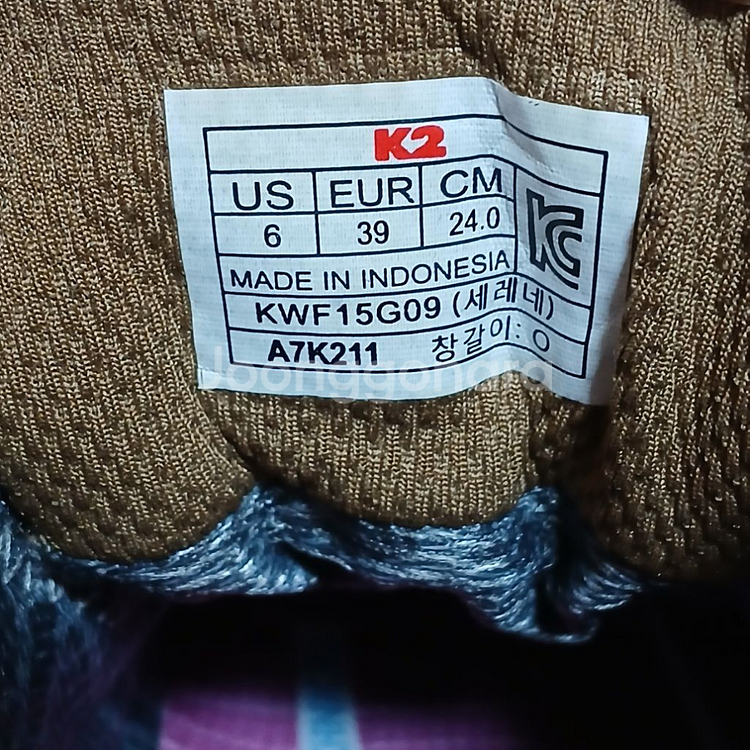 K2
US EUR CM
6 39 24.0
KC
MADE IN INDONESIA
KWF15G09 (세레네)
A7K211 창갈이: O
Joonggonara